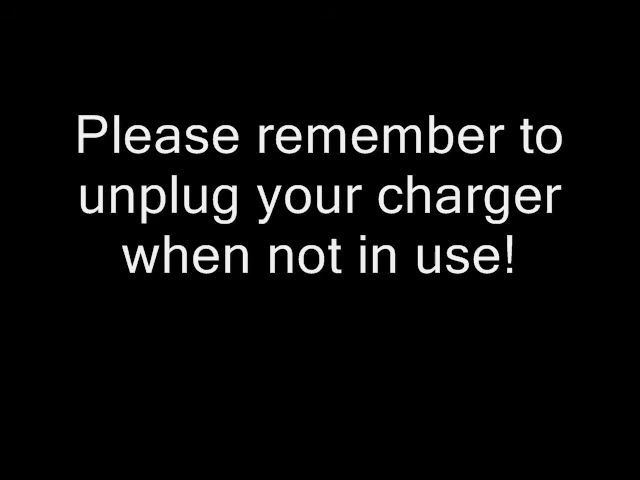 Please remember to
unplug your charger
when not in use!